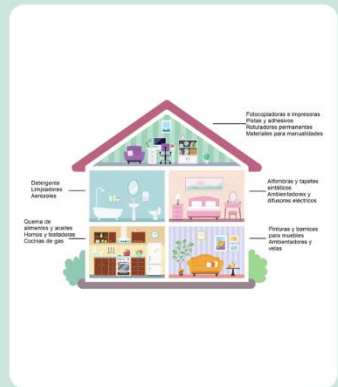 Fotocopiadoras e impresoras
Pistas y adhesivos
Rotuladores permanentes
Materiales para manualidades
Detergente
Limpiadores
Aaresoles
Alfombras y tapetes
sintéticos
Ambientadores y
difusores eléctricos
Quema de
alimentos y aceites
Hornos y tostadoras
Cocinas de gas
Pinturas y barnices
para muebles
Ambientadores y
velas